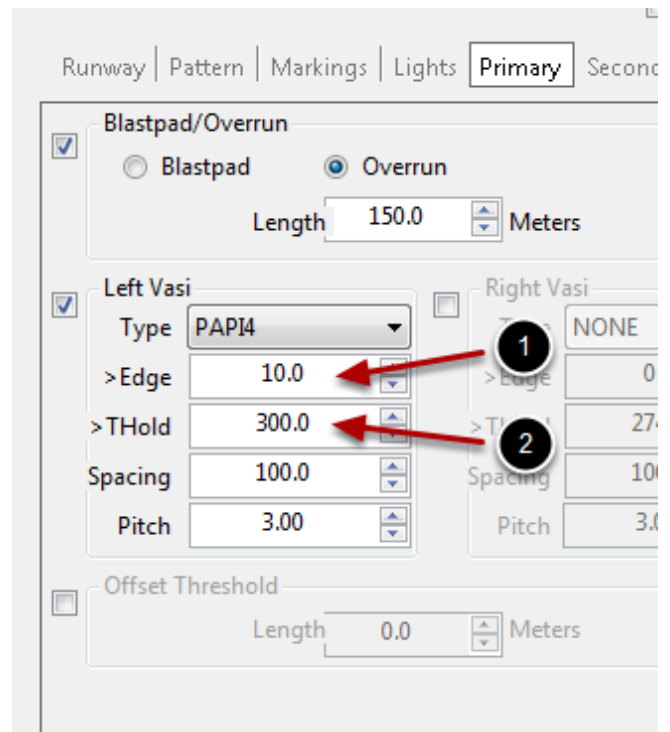 Runway Pattern Markings Lights Primary
Blastpad/Overrun
Blastpad Overrun
Length 150.0 Meters
Left Vasi Right Vasi
Type PAPI4 NONE
1
>Edge 10.0 >Edge 0
>THold 300.0
2
Spacing 100.0 Spacing
Pitch 3.00 Pitch
Offset Threshold
Length 0.0 Meters